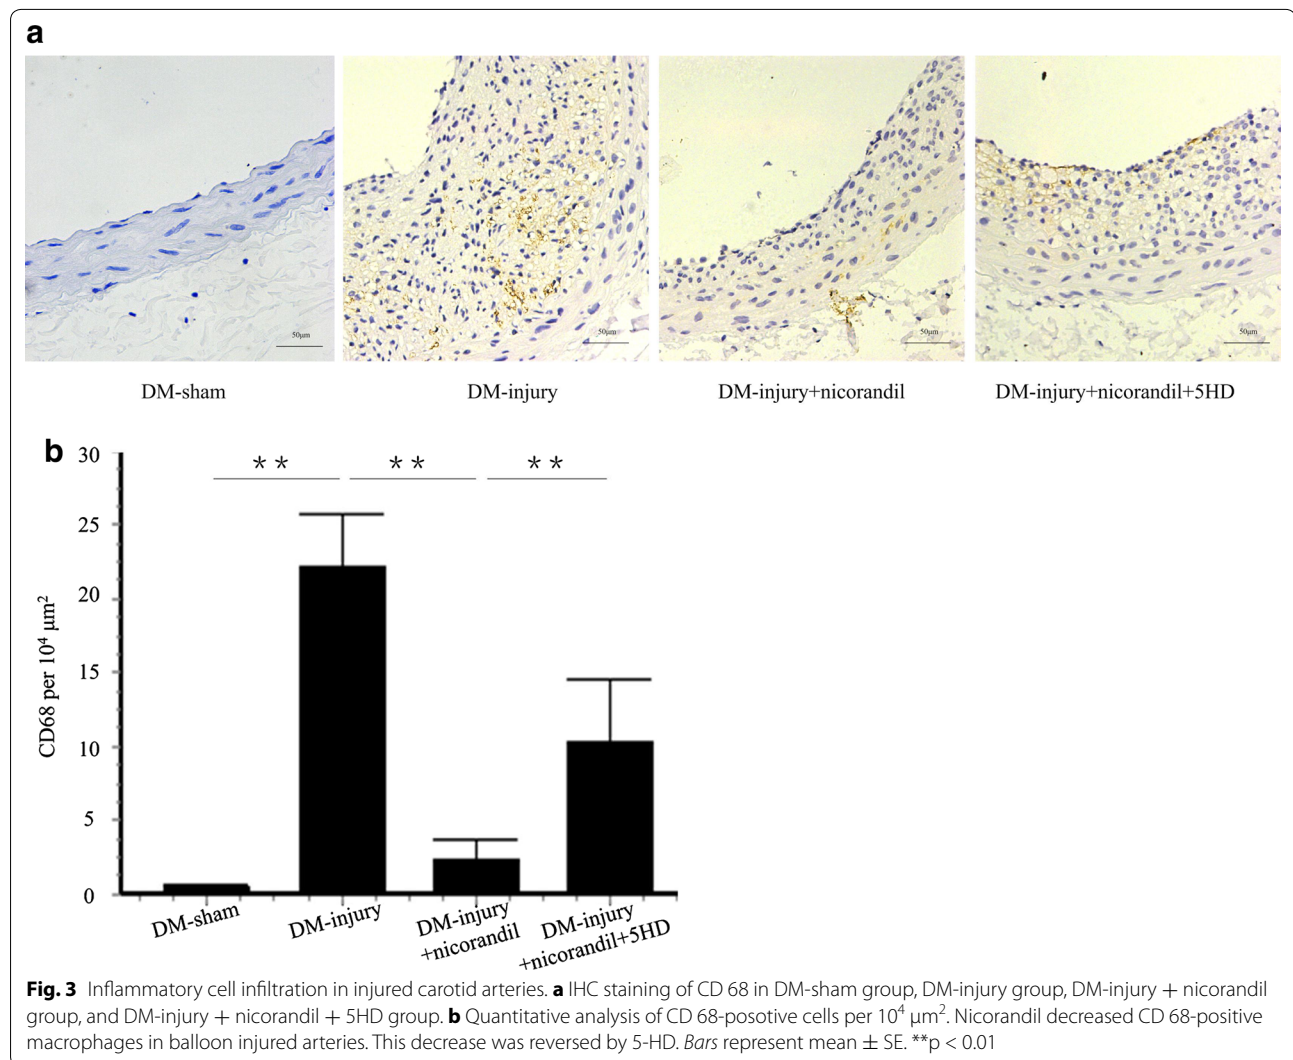 a
50μm
50μm
50μm
50μm
DM-sham
DM-injury
DM-injury+nicorandil
DM-injury+nicorandil+5HD
b
30
25
20
15
10
5
0
CD68 per 10⁴ μm²
**
**
**
DM-sham
DM-injury
DM-injury
+nicorandil
DM-injury
+nicorandil+5HD
Fig. 3 Inflammatory cell infiltration in injured carotid arteries. a IHC staining of CD 68 in DM-sham group, DM-injury group, DM-injury + nicorandil
group, and DM-injury + nicorandil + 5HD group. b Quantitative analysis of CD 68-posotive cells per 10⁴ μm². Nicorandil decreased CD 68-positive
macrophages in balloon injured arteries. This decrease was reversed by 5-HD. Bars represent mean ± SE. **p < 0.01